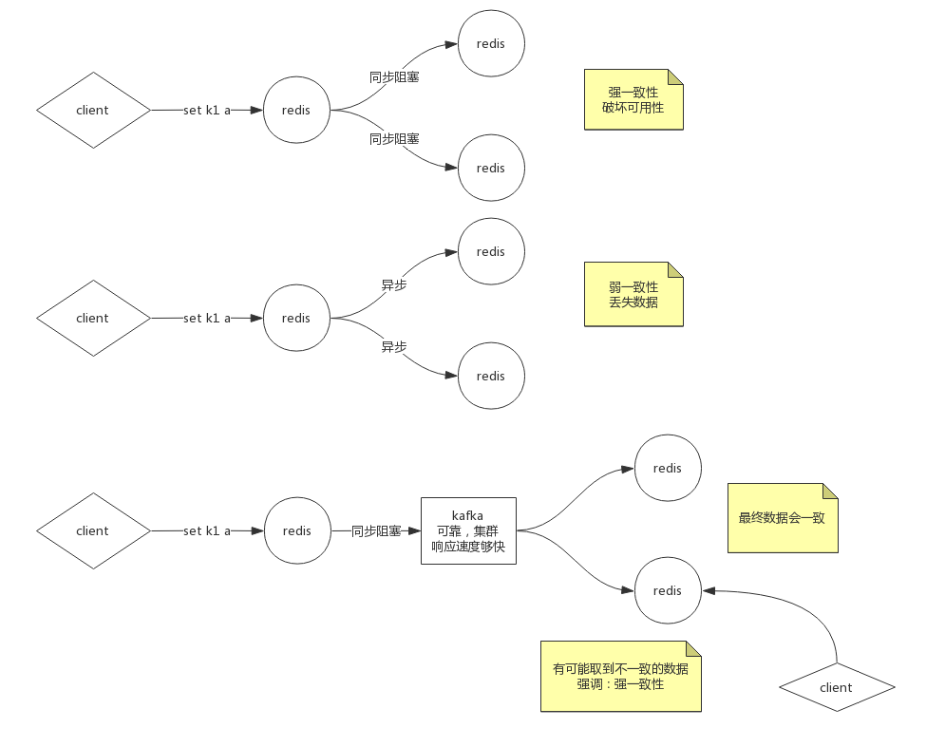 redis
同步阻塞
client
set k1 a
redis
强一致性
破坏可用性
同步阻塞
redis
redis
异步
client
set k1 a
redis
弱一致性
丢失数据
异步
redis
redis
client
set k1 a
redis
同步阻塞
kafka
可靠，集群
响应速度够快
最终数据会一致
redis
有可能取到不一致的数据
强调：强一致性
client